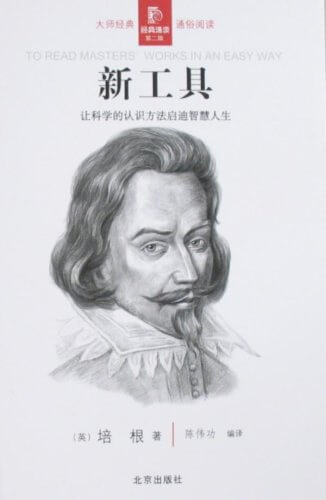 大师经典 经典通读 第二辑 通俗阅读
TO READ MASTERS' WORKS IN AN EASY WAY
新工具
让科学的认识方法启迪智慧人生
(英) 培 根 著 陈伟功 编译
北京出版社